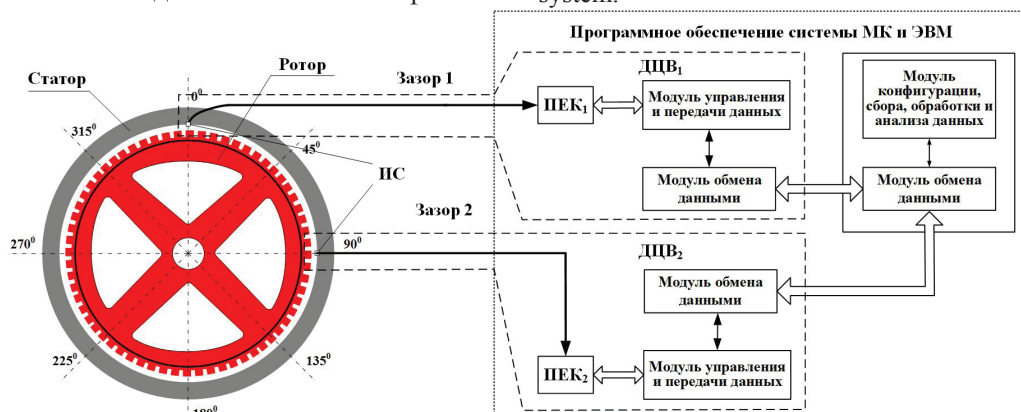 system.
Программное обеспечение системы МК и ЭВМ
Статор
Ротор
Зазор 1
0⁰
315⁰
45⁰
ИС
270⁰
90⁰
Зазор 2
225⁰
135⁰
ДЦВ₁
ПЕК₁
Модуль управления
и передачи данных
Модуль обмена
данными
Модуль
конфигурации,
сбора, обработки и
анализа данных
Модуль обмена
данными
ДЦВ₂
Модуль обмена
данными
ПЕК₂
Модуль управления
и передачи данных